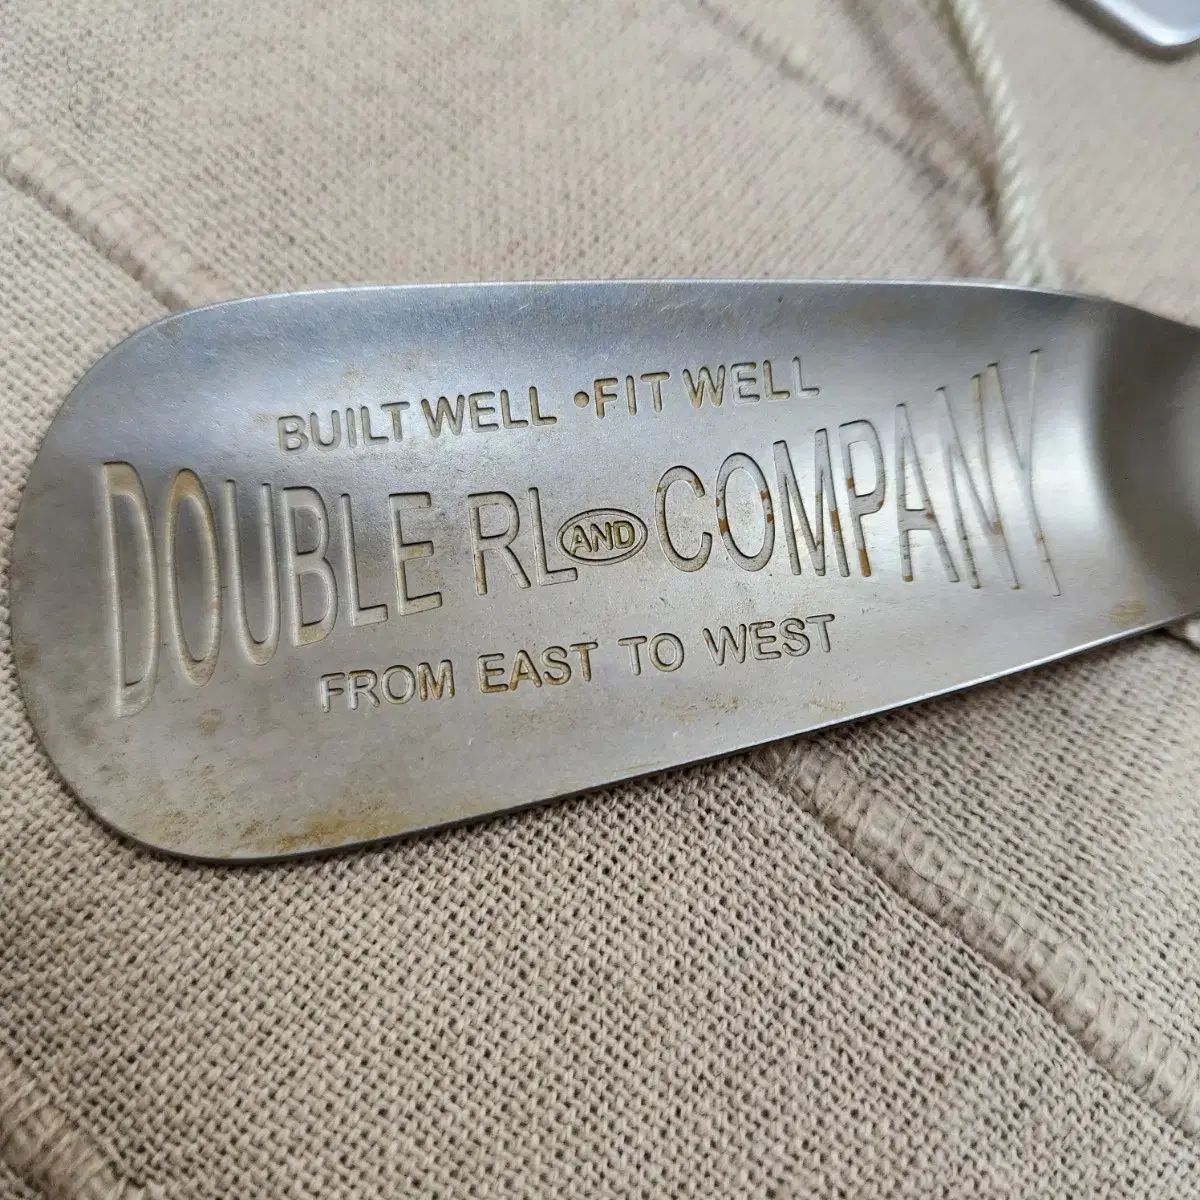 BUILT WELL •FIT WELL
DOUBLE RL AND COMPANY
FROM EAST TO WEST